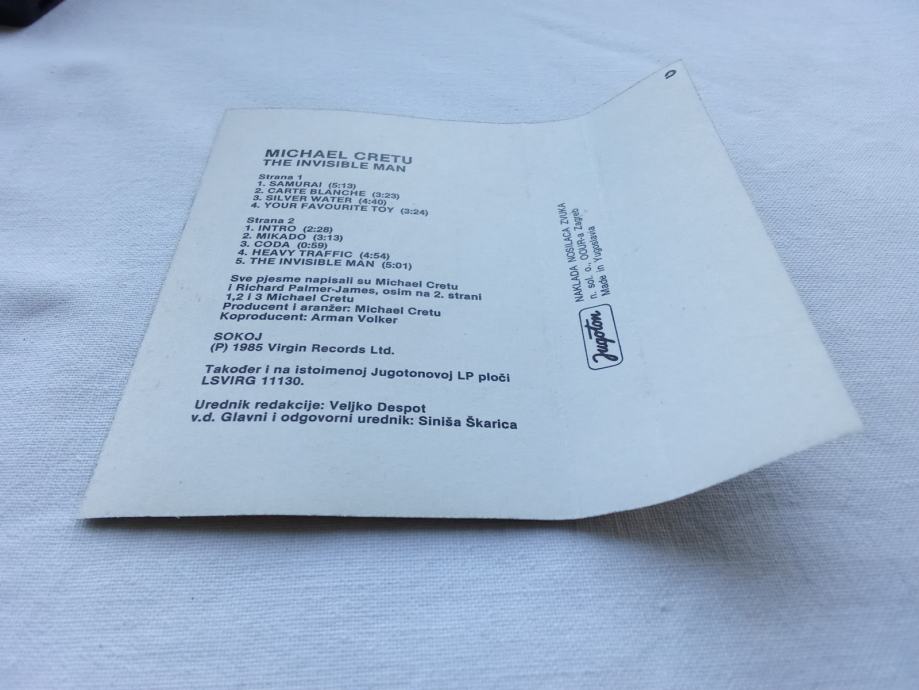 MICHAEL CRETU
THE INVISIBLE MAN
Strana 1
1. SAMURAI (5:13)
2. CARTE BLANCHE (3:23)
3. SILVER WATER (4:40)
4. YOUR FAVOURITE TOY (3:24)
Strana 2
1. INTRO (2:28)
2. MIKADO (3:13)
3. CODA (0:59)
4. HEAVY TRAFFIC (4:54)
5. THE INVISIBLE MAN (5:01)
Sve pjesme napisali su Michael Cretu
i Richard Palmer-James, osim na 2. strani
1,2 i 3 Michael Cretu
Producent i aranžer: Michael Cretu
Koproducent: Arman Volker
SOKOJ
(P) 1985 Virgin Records Ltd.
Također i na istoimenoj Jugotonovoj LP ploči
LSVIRG 11130.
Urednik redakcije: Veljko Despot
v.d. Glavni i odgovorni urednik: Siniša Škarica
Jugoton
NAKLADA NOSILACA ZVUKA
n. sol. o., OOUR-a Zagreb
Made in Yugoslavia